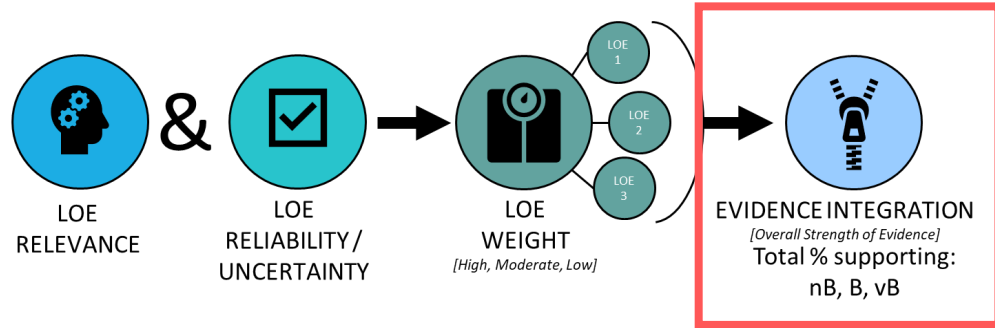 LOE
RELEVANCE
&
LOE
RELIABILITY /
UNCERTAINTY
LOE
WEIGHT
[High, Moderate, Low]
LOE
1
LOE
2
LOE
3
EVIDENCE INTEGRATION
[Overall Strength of Evidence]
Total % supporting:
nB, B, vB